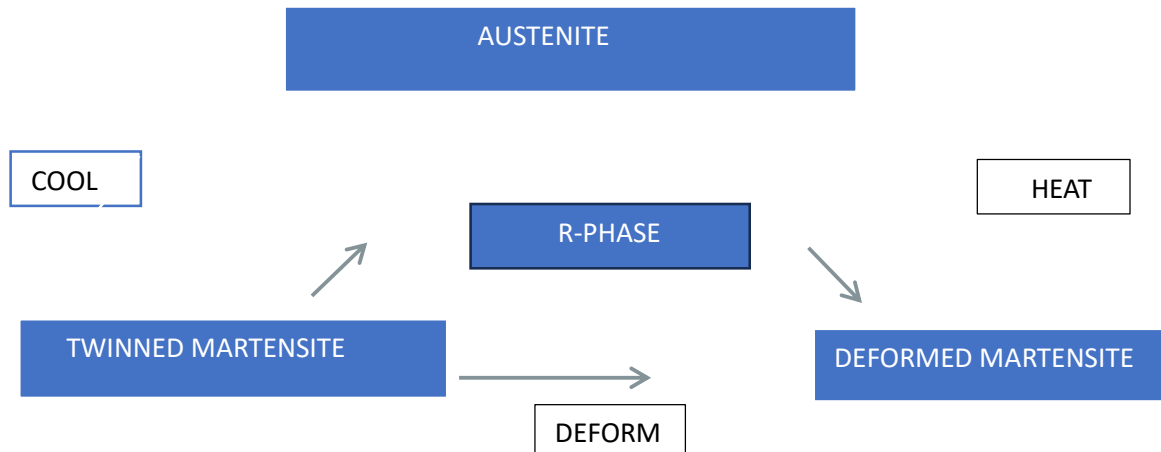 AUSTENITE
COOL
HEAT
R-PHASE
TWINNED MARTENSITE
DEFORMED MARTENSITE
DEFORM